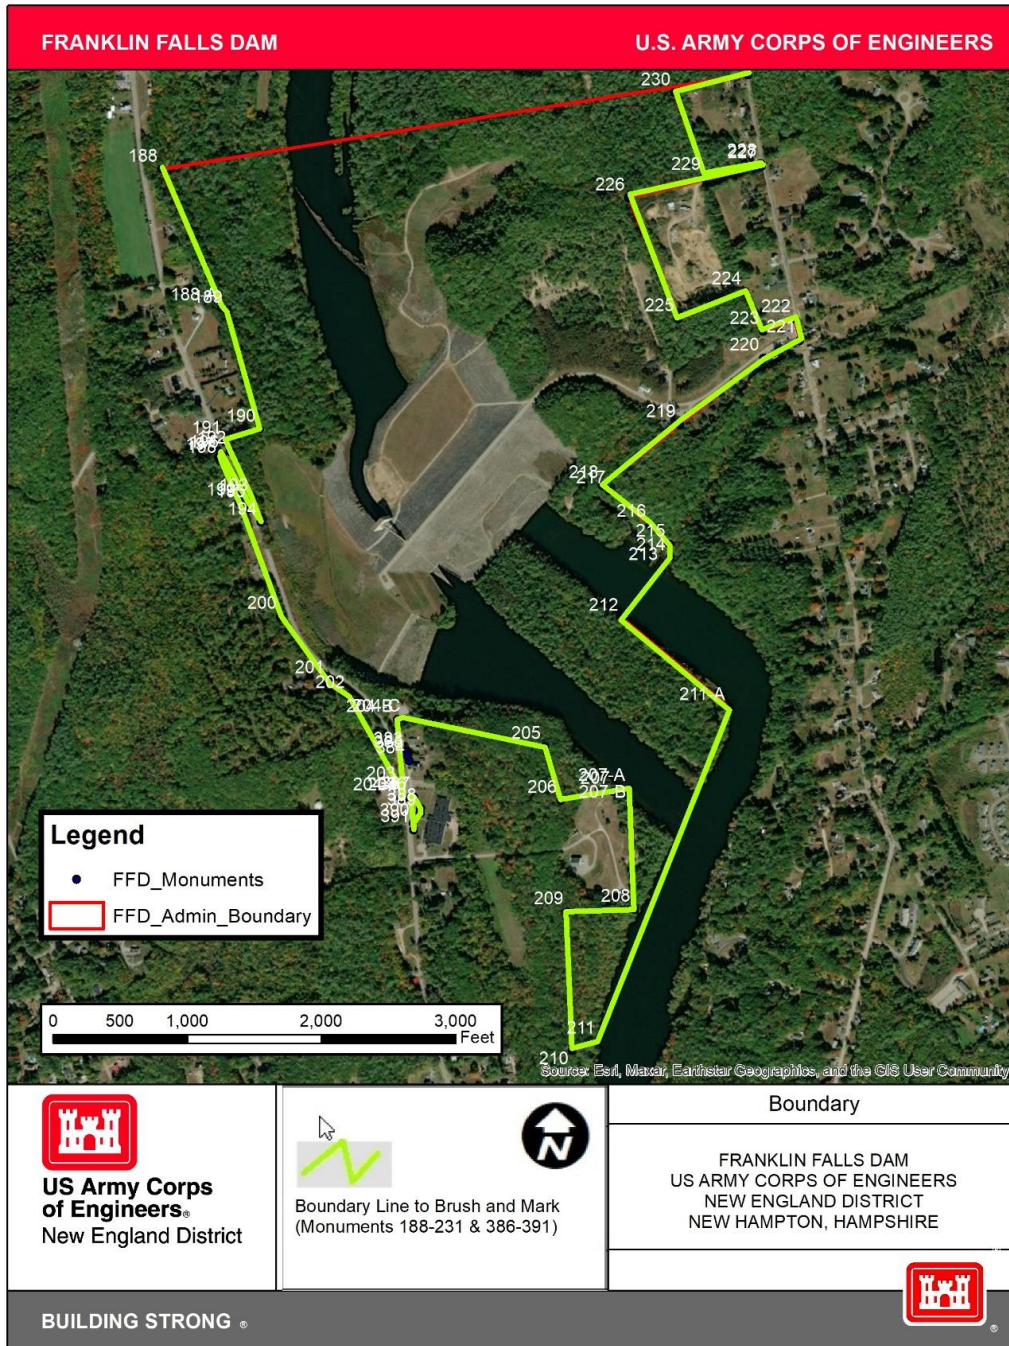 FRANKLIN FALLS DAM
U.S. ARMY CORPS OF ENGINEERS
230
188
229
226
224
225
222
223
221
220
219
190
191
218
217
194
216
215
214
213
212
200
201
202
211-A
205
206
207-A
207-B
391
209
208
211
210
Legend
FFD_Monuments
FFD_Admin_Boundary
0 500 1,000 2,000 3,000
Feet
Source: Esri, Maxar, Earthstar Geographics, and the GIS User Community
US Army Corps
of Engineers®
New England District
N
Boundary Line to Brush and Mark
(Monuments 188-231 & 386-391)
Boundary
FRANKLIN FALLS DAM
US ARMY CORPS OF ENGINEERS
NEW ENGLAND DISTRICT
NEW HAMPTON, HAMPSHIRE
BUILDING STRONG ®
®